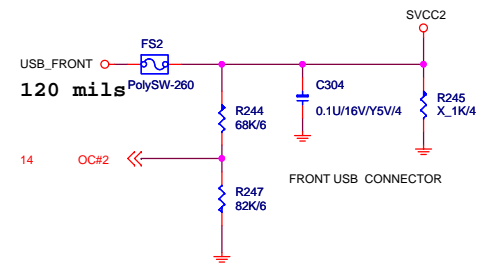 SVCC2
FS2
USB_FRONT
120 mils
PolySW-260
C304
0.1U/16V/Y5V/4
R245
X_1K/4
R244
68K/6
14 OC#2
FRONT USB CONNECTOR
R247
82K/6